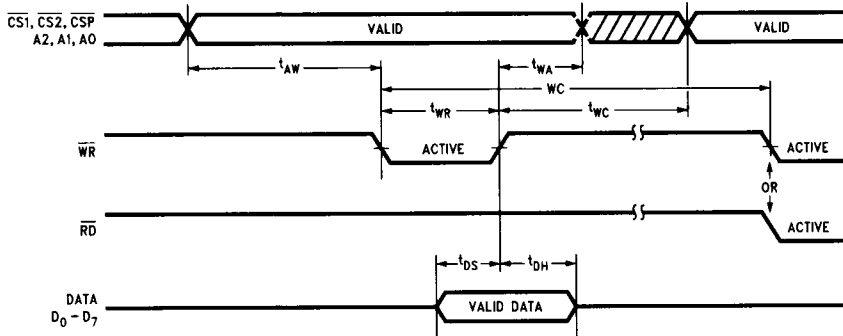 CS1, CS2, CSP
A2, A1, A0
VALID
VALID
tAW
tWA
WC
tWR
tWC
WR
ACTIVE
ACTIVE
OR
RD
ACTIVE
tDS
tDH
DATA
D0 – D7
VALID DATA